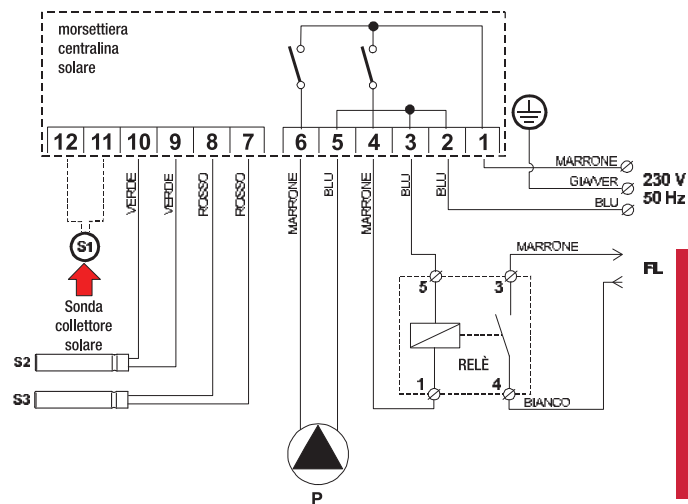 morsettiera
centralina
solare
12 11 10 9 8 7 6 5 4 3 2 1
VERDE
VERDE
ROSSO
ROSSO
MARRONE
BLU
MARRONE
BLU
MARRONE
GIA/VER
BLU
230 V
50 Hz
S1
Sonda
collettore
solare
S2
S3
MARRONE
BIANCO
FL
5
3
RELÈ
1
4
P